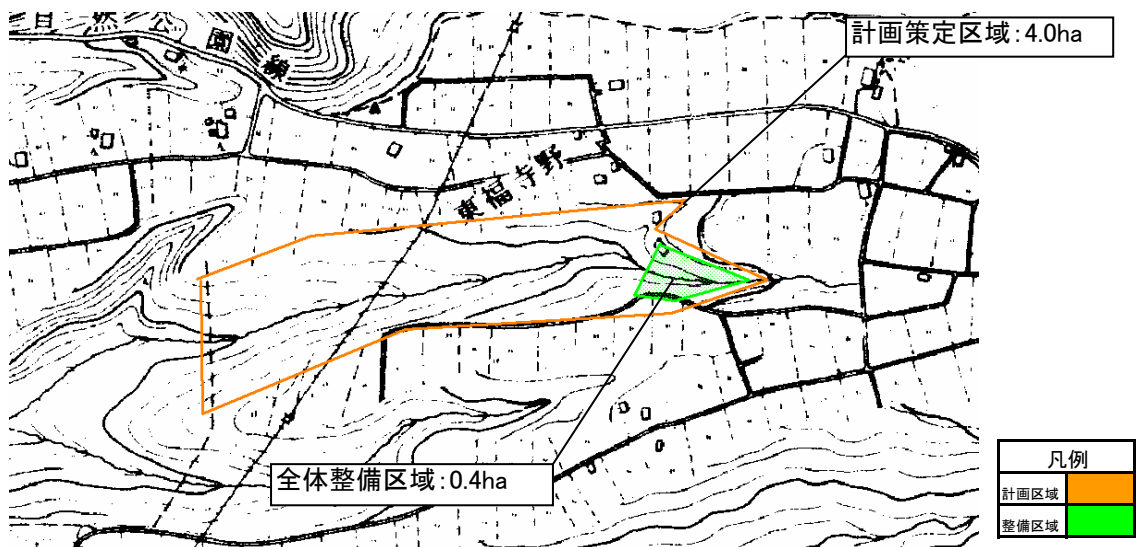 自然公園線
計画策定区域:4.0ha
東福寺野
全体整備区域:0.4ha
凡例
計画区域
整備区域